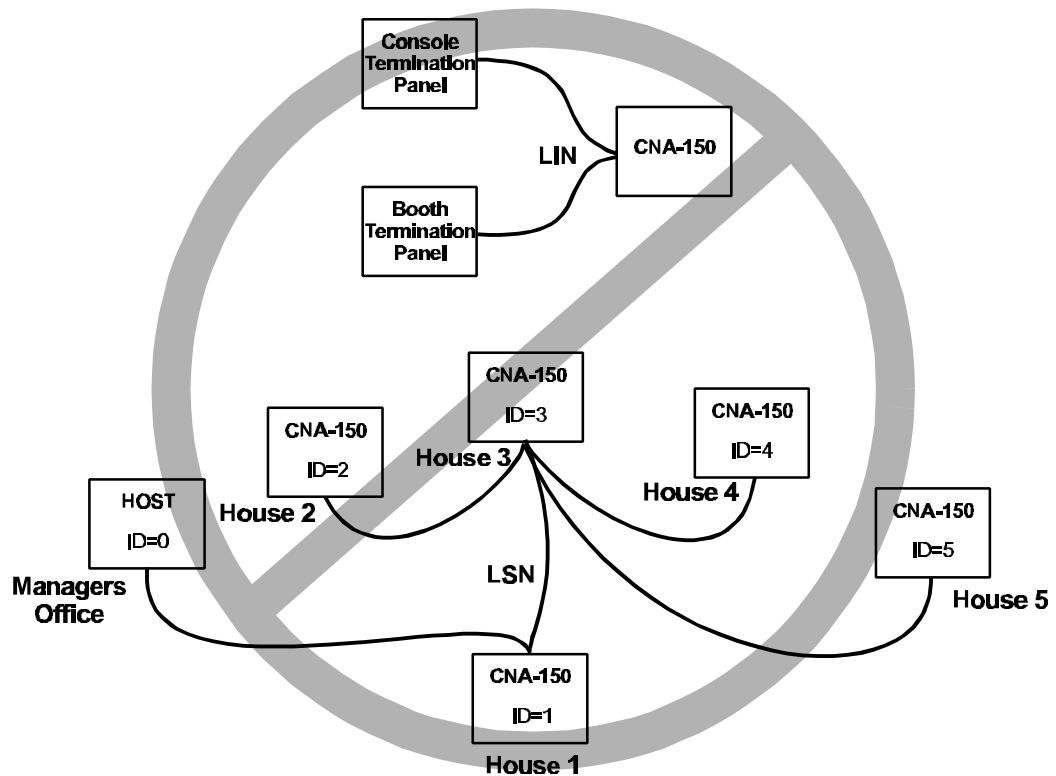 Console
Termination
Panel
CNA-150
LIN
Booth
Termination
Panel
CNA-150
ID=3
House 3
CNA-150
ID=2
House 2
CNA-150
ID=4
House 4
HOST
ID=0
Managers
Office
CNA-150
ID=5
House 5
LSN
CNA-150
ID=1
House 1